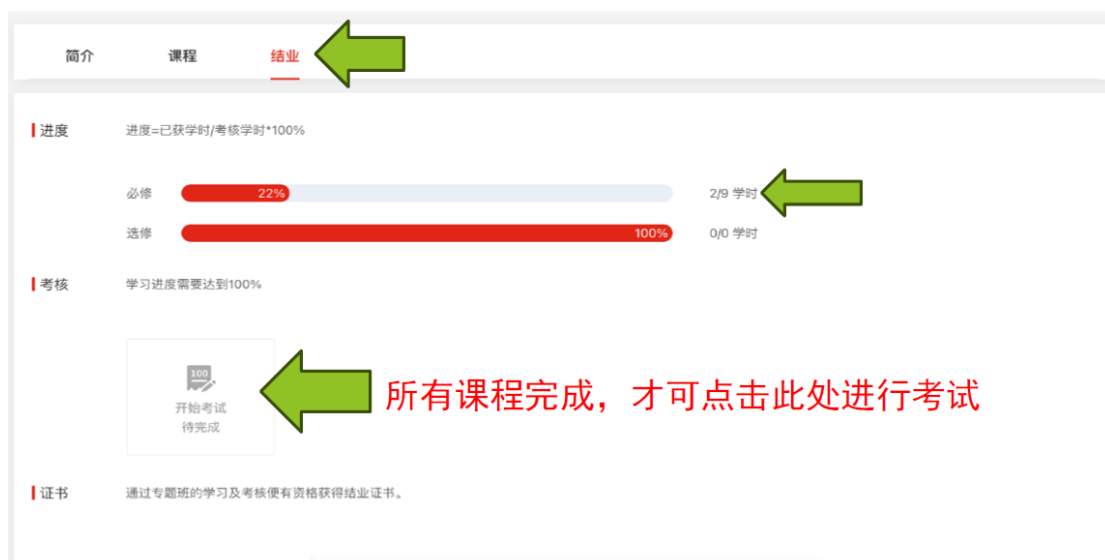 简介 课程 结业
进度 进度=已获学时/考核学时*100%
必修 22% 2/9 学时
选修 100% 0/0 学时
考核 学习进度需要达到100%
100
开始考试
待完成
所有课程完成，才可点击此处进行考试
证书 通过专题班的学习及考核便有资格获得结业证书。